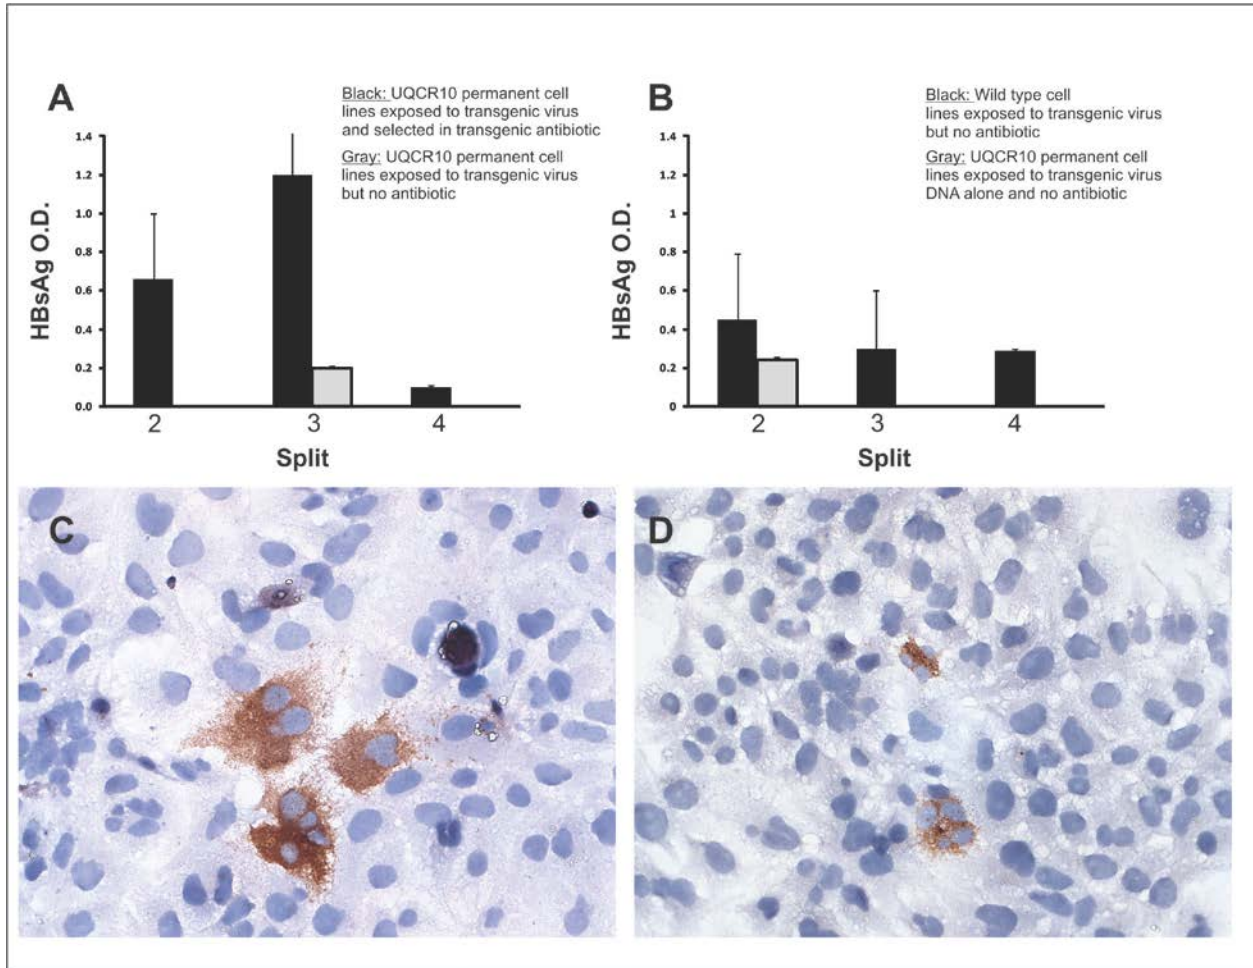 A
Black: UQCR10 permanent cell
lines exposed to transgenic virus
and selected in transgenic antibiotic
Gray: UQCR10 permanent cell
lines exposed to transgenic virus
but no antibiotic
HBsAg O.D.
1.4
1.2
1.0
0.8
0.6
0.4
0.2
0.0
2 3 4
Split
B
Black: Wild type cell
lines exposed to transgenic virus
but no antibiotic
Gray: UQCR10 permanent cell
lines exposed to transgenic virus
DNA alone and no antibiotic
HBsAg O.D.
1.4
1.2
1
0.8
0.6
0.4
0.2
0
2 3 4
Split
C
D